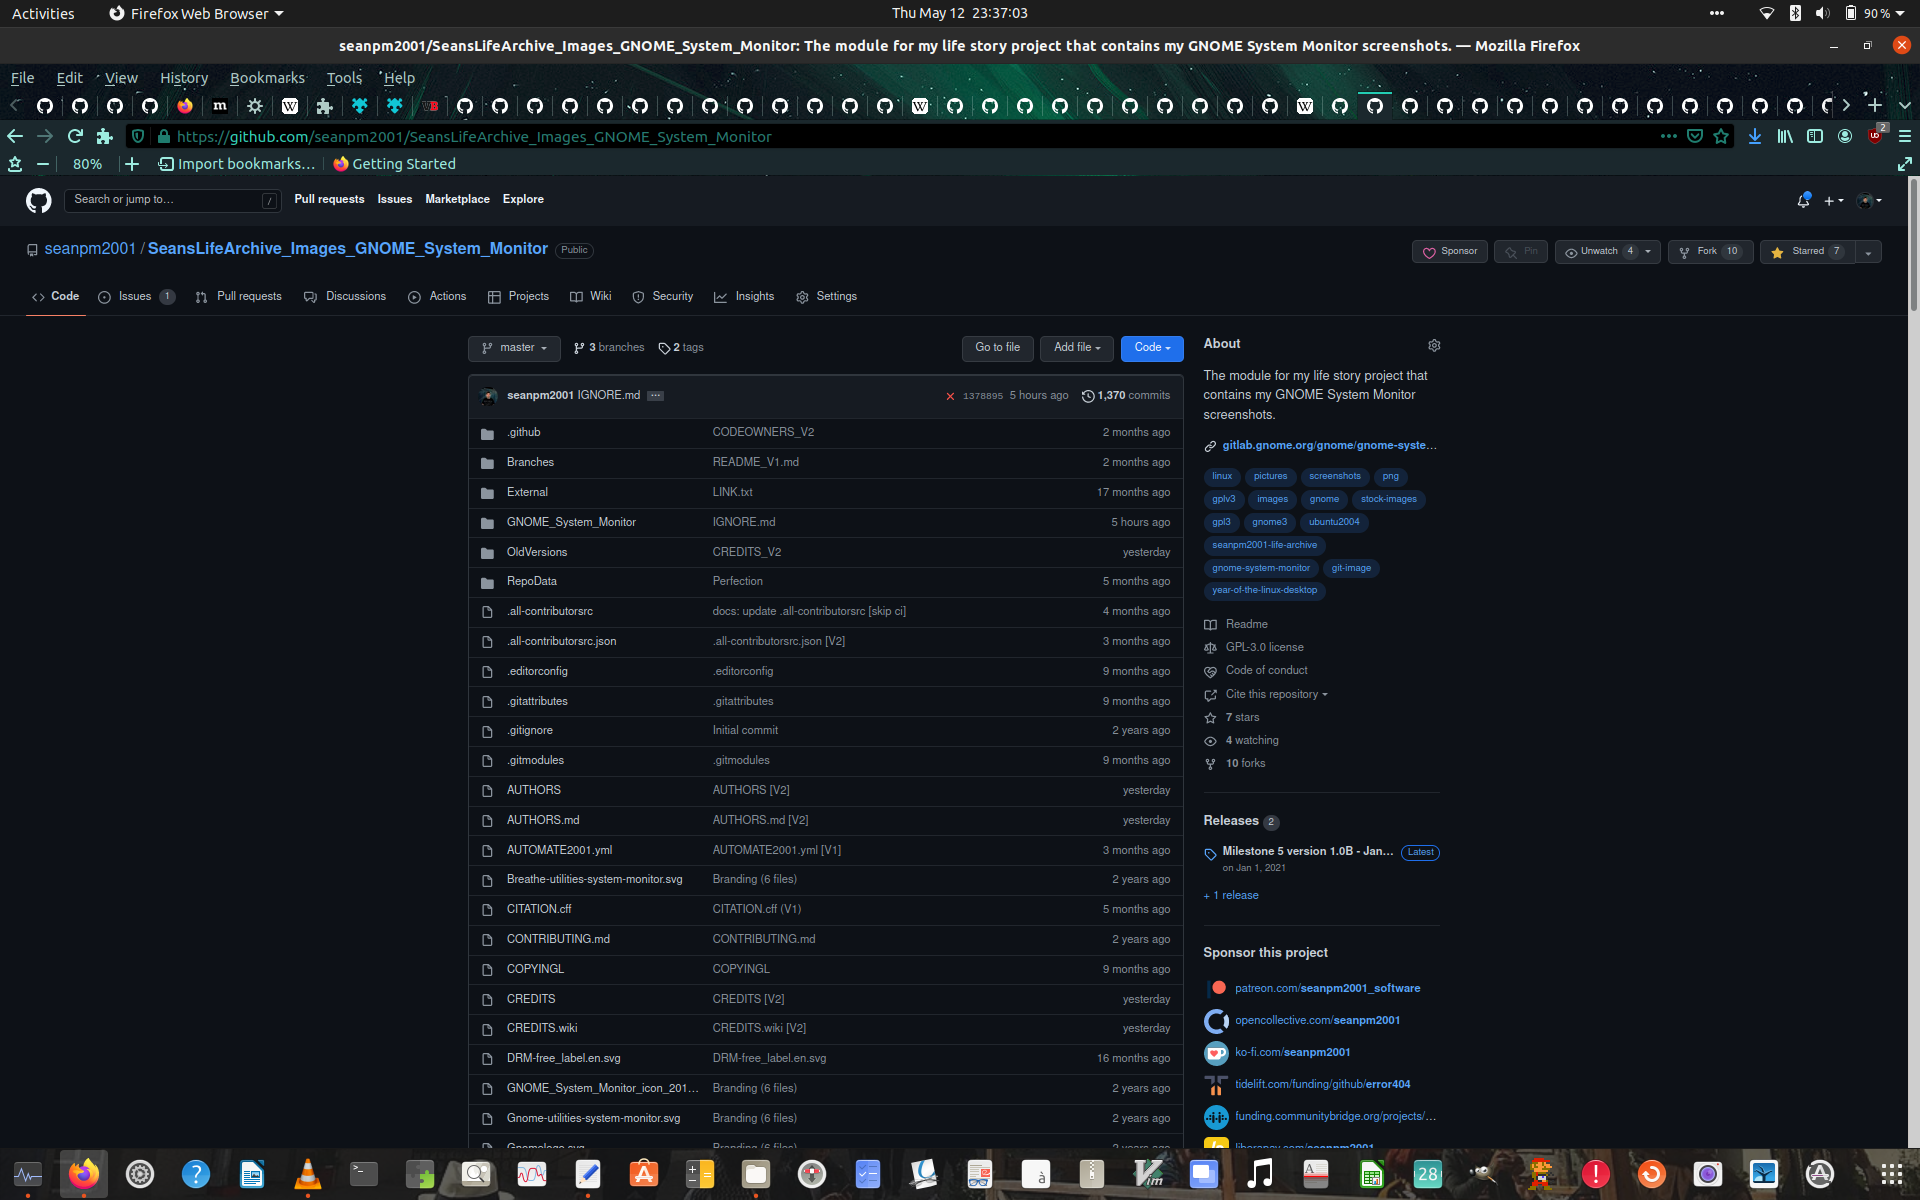 Activities Firefox Web Browser Thu May 12 23:37:03 90 %
seanpm2001/SeansLifeArchive_Images_GNOME_System_Monitor: The module for my life story project that contains my GNOME System Monitor screenshots. — Mozilla Firefox
File Edit View History Bookmarks Tools Help
https://github.com/seanpm2001/SeansLifeArchive_Images_GNOME_System_Monitor 2
80% Import bookmarks... Getting Started
Search or jump to... / Pull requests Issues Marketplace Explore
seanpm2001 / SeansLifeArchive_Images_GNOME_System_Monitor Public Sponsor Pin Unwatch 4 Fork 10 Starred 7
Code Issues 1 Pull requests Discussions Actions Projects Wiki Security Insights Settings
master 3 branches 2 tags Go to file Add file Code
seanpm2001 IGNORE.md ... 1378895 5 hours ago 1,370 commits
.github CODEOWNERS_V2 2 months ago
Branches README_V1.md 2 months ago
External LINK.txt 17 months ago
GNOME_System_Monitor IGNORE.md 5 hours ago
OldVersions CREDITS_V2 yesterday
RepoData Perfection 5 months ago
.all-contributorsrc docs: update .all-contributorsrc [skip ci] 4 months ago
.all-contributorsrc.json .all-contributorsrc.json [V2] 3 months ago
.editorconfig .editorconfig 9 months ago
.gitattributes .gitattributes 9 months ago
.gitignore Initial commit 2 years ago
.gitmodules .gitmodules 9 months ago
AUTHORS AUTHORS [V2] yesterday
AUTHORS.md AUTHORS.md [V2] yesterday
AUTOMATE2001.yml AUTOMATE2001.yml [V1] 3 months ago
Breathe-utilities-system-monitor.svg Branding (6 files) 2 years ago
CITATION.cff CITATION.cff (V1) 5 months ago
CONTRIBUTING.md CONTRIBUTING.md 2 years ago
COPYINGL COPYINGL 9 months ago
CREDITS CREDITS [V2] yesterday
CREDITS.wiki CREDITS.wiki [V2] yesterday
DRM-free_label.en.svg DRM-free_label.en.svg 16 months ago
GNOME_System_Monitor_icon_201... Branding (6 files) 2 years ago
Gnome-utilities-system-monitor.svg Branding (6 files) 2 years ago
Gnomelogo.svg Branding (6 files) 2 years ago
About
The module for my life story project that
contains my GNOME System Monitor
screenshots.
gitlab.gnome.org/gnome/gnome-syste...
linux pictures screenshots png
gplv3 images gnome stock-images
gpl3 gnome3 ubuntu2004
seanpm2001-life-archive
gnome-system-monitor git-image
year-of-the-linux-desktop
Readme
GPL-3.0 license
Code of conduct
Cite this repository
7 stars
4 watching
10 forks
Releases 2
Milestone 5 version 1.0B - Jan... Latest
on Jan 1, 2021
+ 1 release
Sponsor this project
patreon.com/seanpm2001_software
opencollective.com/seanpm2001
ko-fi.com/seanpm2001
tidelift.com/funding/github/error404
funding.communitybridge.org/projects/...
liberapay.com/seanpm2001
28